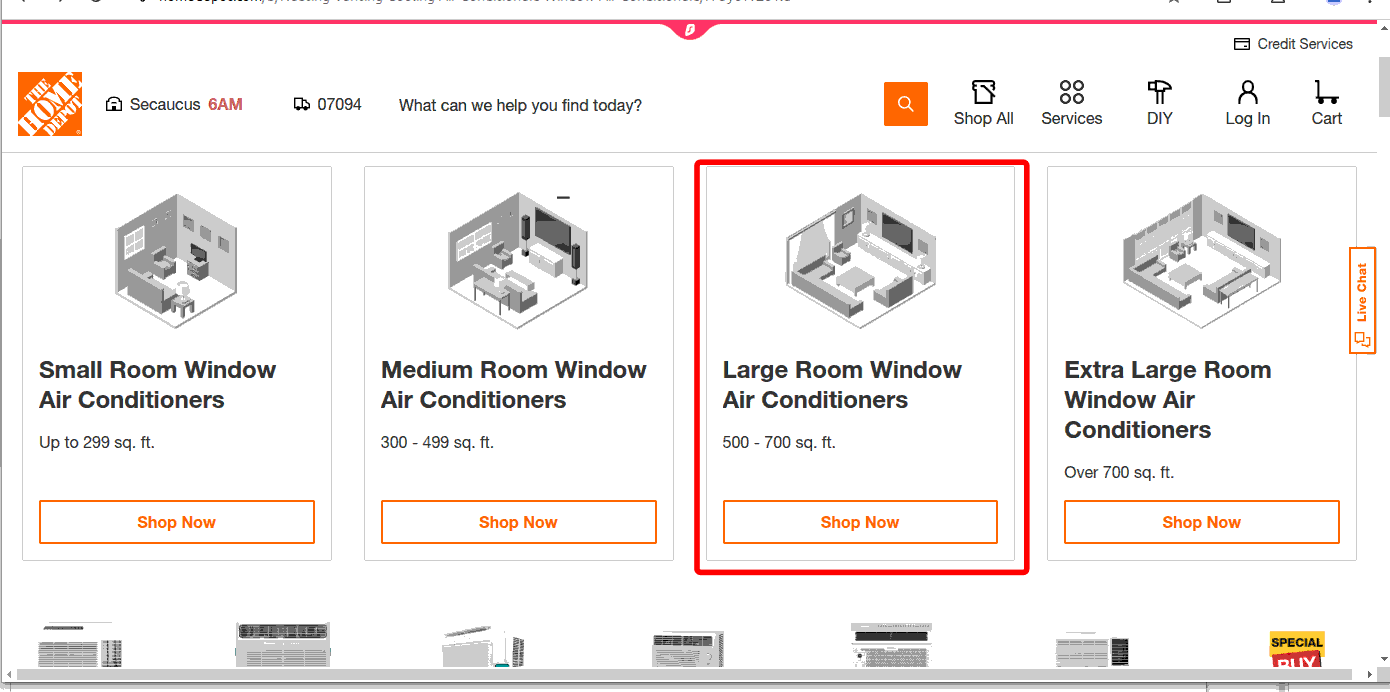 Credit Services
THE HOME DEPOT
Secaucus 6AM
07094
What can we help you find today?
Shop All
Services
DIY
Log In
Cart
Small Room Window
Air Conditioners
Up to 299 sq. ft.
Shop Now
Medium Room Window
Air Conditioners
300 - 499 sq. ft.
Shop Now
Large Room Window
Air Conditioners
500 - 700 sq. ft.
Shop Now
Extra Large Room
Window Air
Conditioners
Over 700 sq. ft.
Shop Now
Live Chat
SPECIAL
BUY